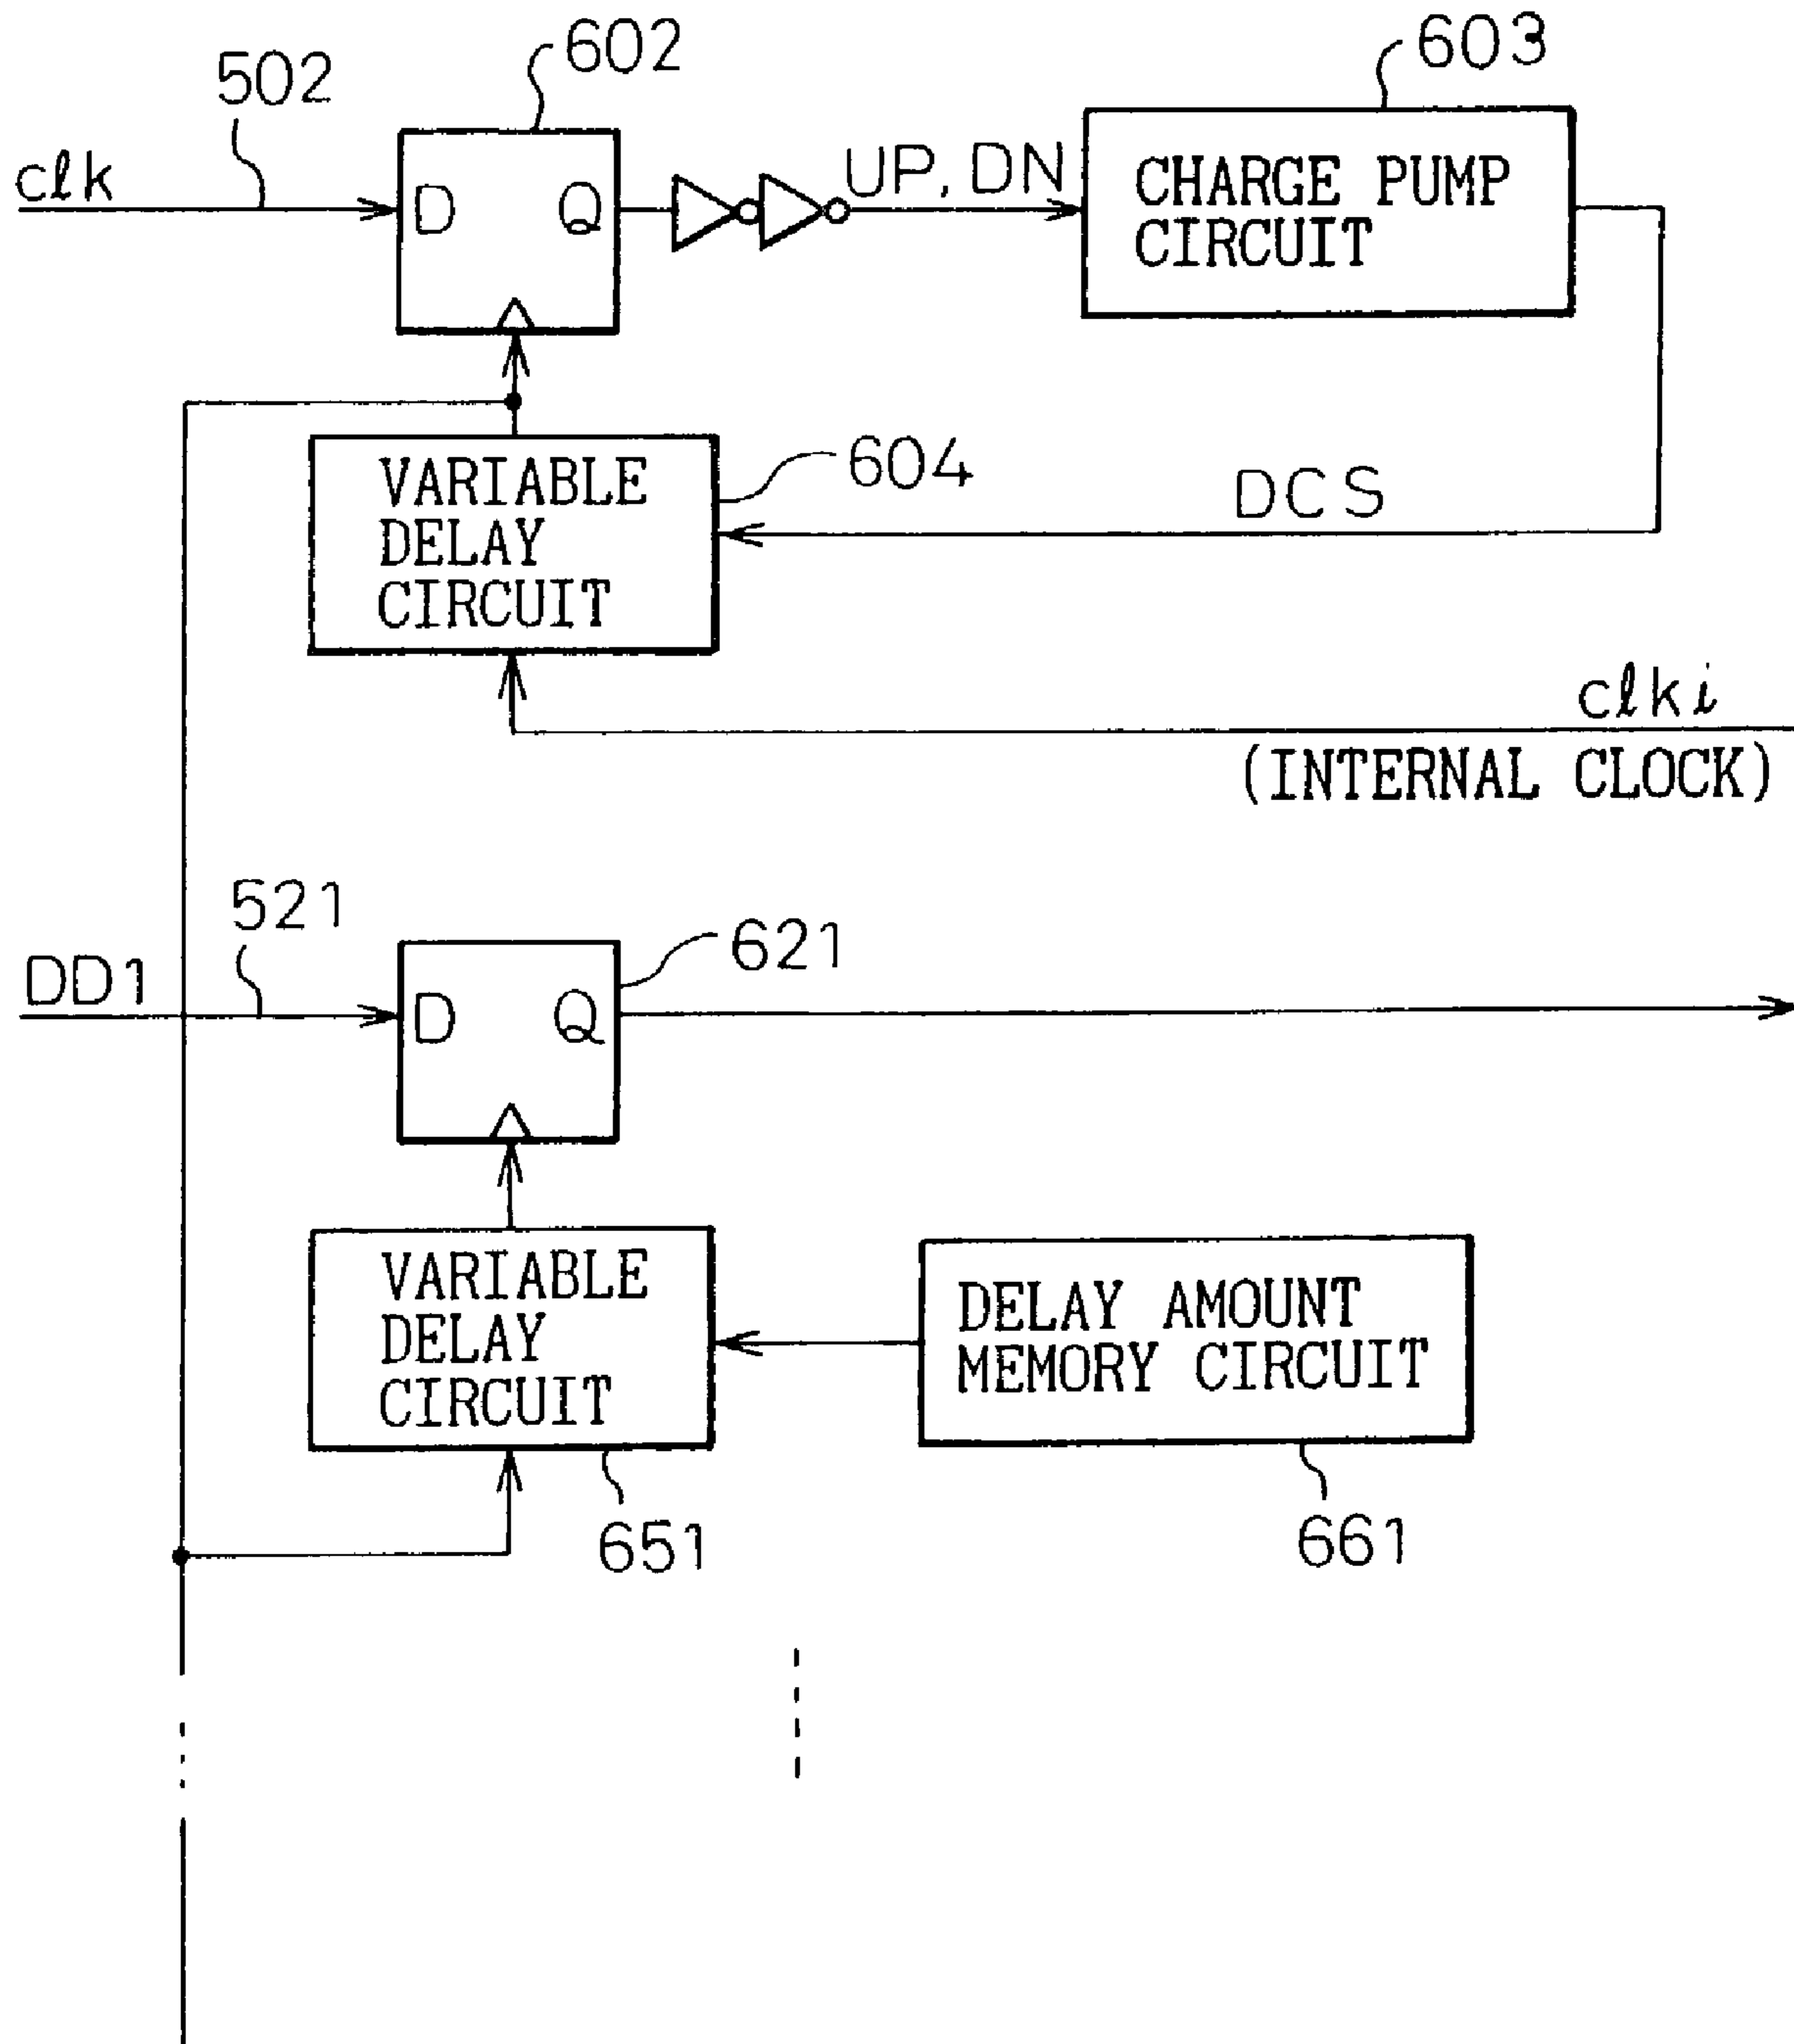 502
602
603
clk
D
Q
UP, DN
CHARGE PUMP
CIRCUIT
VARIABLE
DELAY
CIRCUIT
604
DCS
clki
(INTERNAL CLOCK)
521
621
DD1
D
Q
VARIABLE
DELAY
CIRCUIT
DELAY AMOUNT
MEMORY CIRCUIT
651
661